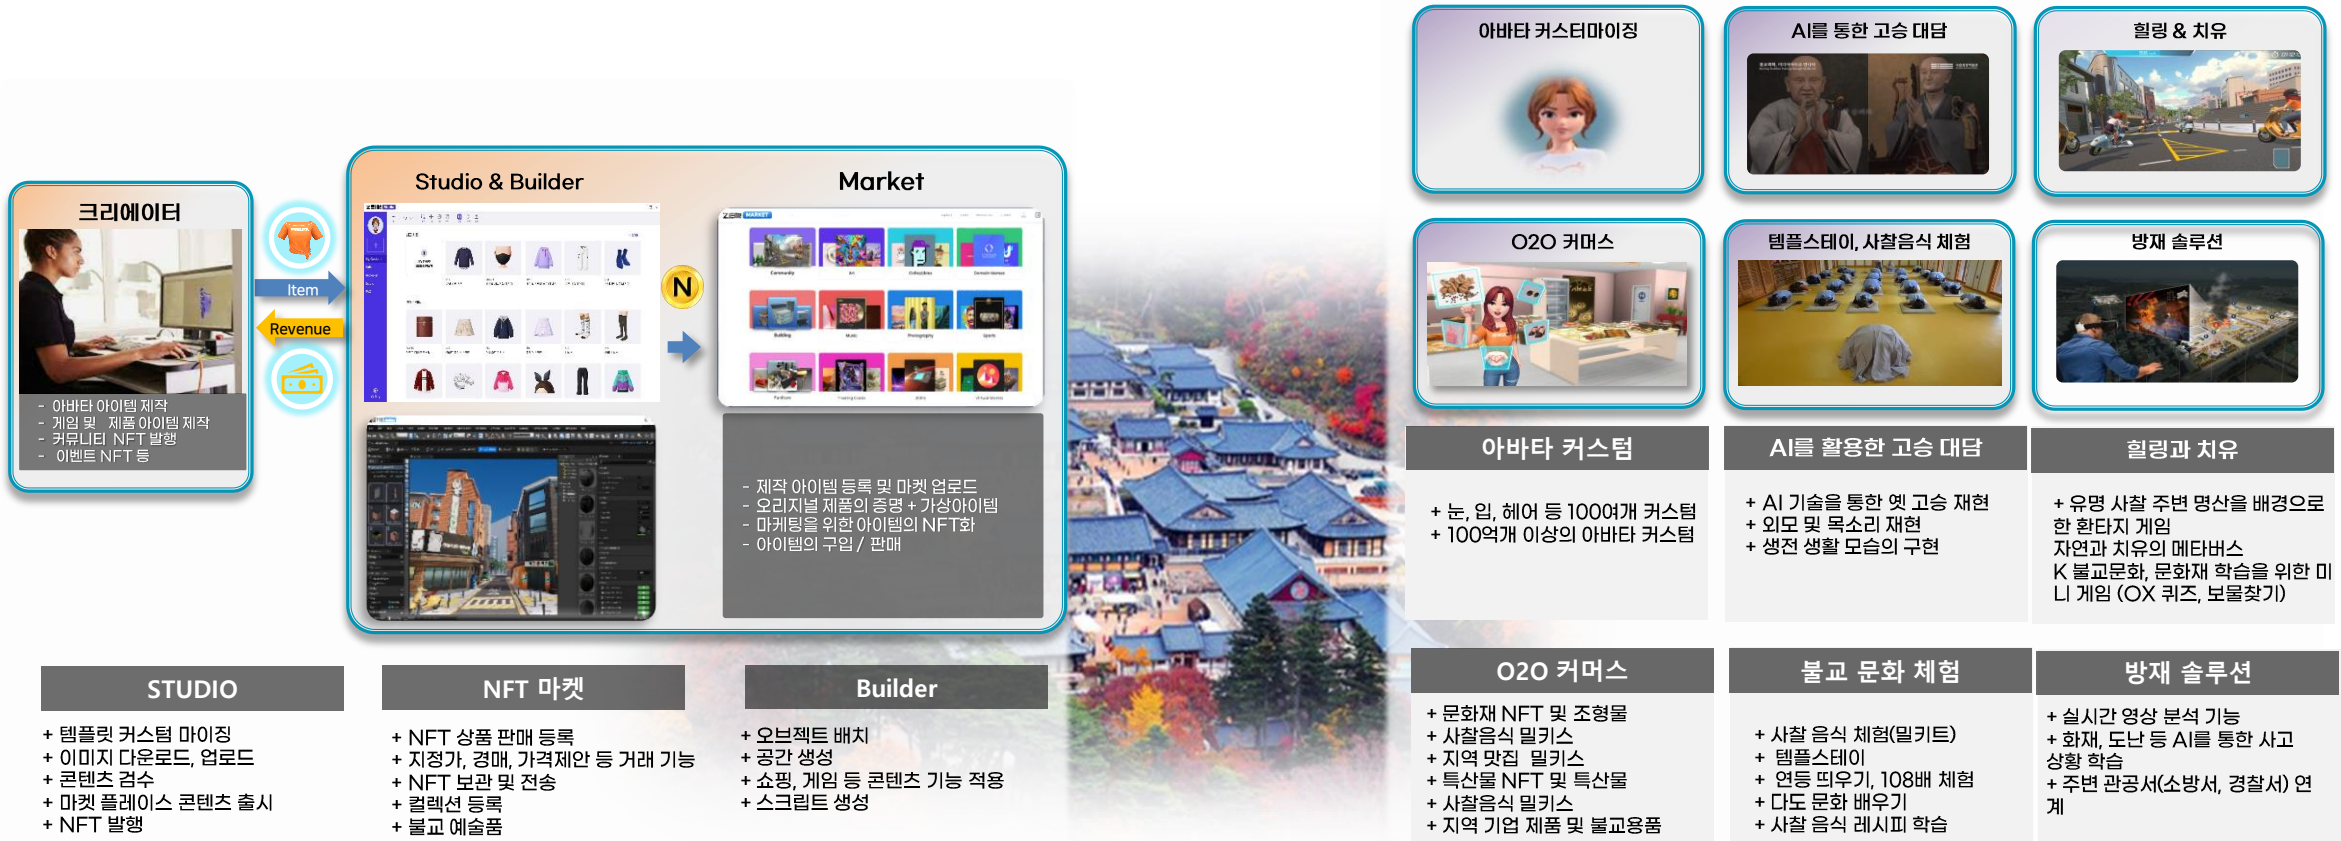 크리에이터
- 아바타 아이템 제작
- 게임 및 제품 아이템 제작
- 커뮤니티 NFT 발행
- 이벤트 NFT 등
Item
Revenue
Studio & Builder
N
Market
MARKET
- 제작 아이템 등록 및 마켓 업로드
- 오리지널 제품의 증명 + 가상아이템
- 마케팅을 위한 아이템의 NFT화
- 아이템의 구입 / 판매
STUDIO
+ 템플릿 커스텀 마이징
+ 이미지 다운로드, 업로드
+ 콘텐츠 검수
+ 마켓 플레이스 콘텐츠 출시
+ NFT 발행
NFT 마켓
+ NFT 상품 판매 등록
+ 지정가, 경매, 가격제안 등 거래 기능
+ NFT 보관 및 전송
+ 컬렉션 등록
+ 불교 예술품
Builder
+ 오브젝트 배치
+ 공간 생성
+ 쇼핑, 게임 등 콘텐츠 기능 적용
+ 스크립트 생성
아바타 커스터마이징
AI를 통한 고승 대담
힐링 & 치유
O2O 커머스
템플스테이, 사찰음식 체험
방재 솔루션
아바타 커스텀
+ 눈, 입, 헤어 등 100여개 커스텀
+ 100억개 이상의 아바타 커스텀
AI를 활용한 고승 대담
+ AI 기술을 통한 옛 고승 재현
+ 외모 및 목소리 재현
+ 생전 생활 모습의 구현
힐링과 치유
+ 유명 사찰 주변 명산을 배경으로
한 환타지 게임
자연과 치유의 메타버스
K 불교문화, 문화재 학습을 위한 미
니 게임 (OX 퀴즈, 보물찾기)
O2O 커머스
+ 문화재 NFT 및 조형물
+ 사찰음식 밀키스
+ 지역 맛집 밀키스
+ 특산물 NFT 및 특산물
+ 사찰음식 밀키스
+ 지역 기업 제품 및 불교용품
불교 문화 체험
+ 사찰 음식 체험(밀키트)
+ 템플스테이
+ 연등 띄우기, 108배 체험
+ 다도 문화 배우기
+ 사찰 음식 레시피 학습
방재 솔루션
+ 실시간 영상 분석 기능
+ 화재, 도난 등 AI를 통한 사고
상황 학습
+ 주변 관공서(소방서, 경찰서) 연
계